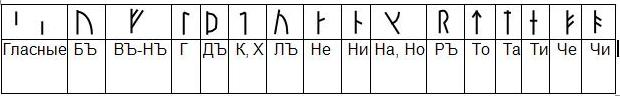 ᛌ ╷ ᚢ ᚠ ᛚ ᚦ ᛐ ᚱ ᛏ
Гласные БЪ ВЪ-НЪ Г ДЪ К, Х ЛЪ Не Ни На, Но РЪ То Та Ти Че Чи